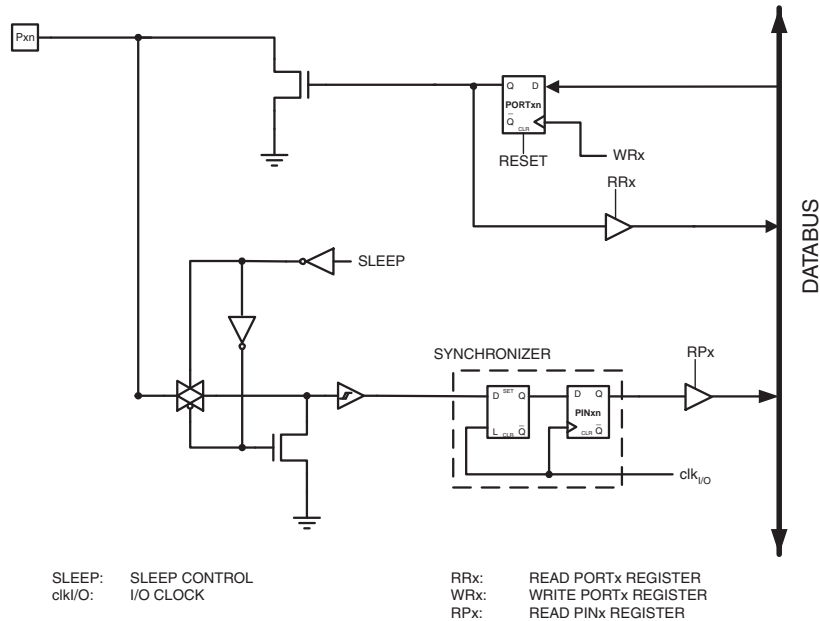 Pxn
Q D
PORTxn
Q
CLR
RESET
WRx
RRx
SLEEP
DATABUS
SYNCHRONIZER
RPx
D SET Q
L CLR Q
D Q
PINxn
CLR Q
clkI/O
SLEEP: SLEEP CONTROL
clkI/O: I/O CLOCK
RRx: READ PORTx REGISTER
WRx: WRITE PORTx REGISTER
RPx: READ PINx REGISTER